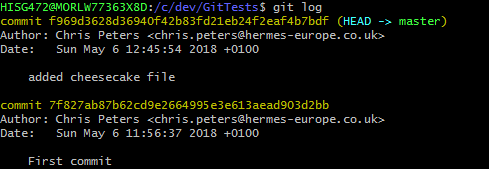 HISG472@MORLW77363X8D:/c/dev/GitTests$ git log
commit f969d3628d36940f42b83fd21eb24f2eaf4b7bdf (HEAD -> master)
Author: Chris Peters <chris.peters@hermes-europe.co.uk>
Date:   Sun May 6 12:45:54 2018 +0100
    added cheesecake file
commit 7f827ab87b62cd9e2664995e3e613aead903d2bb
Author: Chris Peters <chris.peters@hermes-europe.co.uk>
Date:   Sun May 6 11:56:37 2018 +0100
    First commit